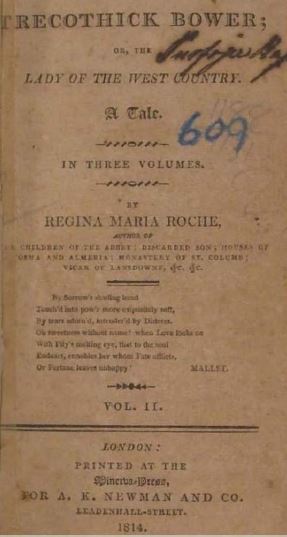 TRECOTHICK BOWER;
OR, THE
LADY OF THE WEST COUNTRY.
A Tale.
609
IN THREE VOLUMES.
BY
REGINA MARIA ROCHE,
AUTHOR OF
CHILDREN OF THE ABBEY; DISCARDED SON; HOUSES OF
OSMA AND ALMERIA; MONASTERY OF ST. COLUMB;
VICAR OF LANSDOWNE, &c. &c.
By Sorrow's shading hand
Touch'd into pow'r more exquisitely soft,
By tears adorn'd, intender'd by Distress.
Oh sweetness without name! when Love looks on
With Pity's melting eye, that to the soul
Endears, ennobles her whom Fate afflicts,
Or Fortune leaves unhappy! MALLET.
VOL. II.
LONDON:
PRINTED AT THE
Minerva-Press,
FOR A. K. NEWMAN AND CO.
LEADENHALL-STREET.
1814.